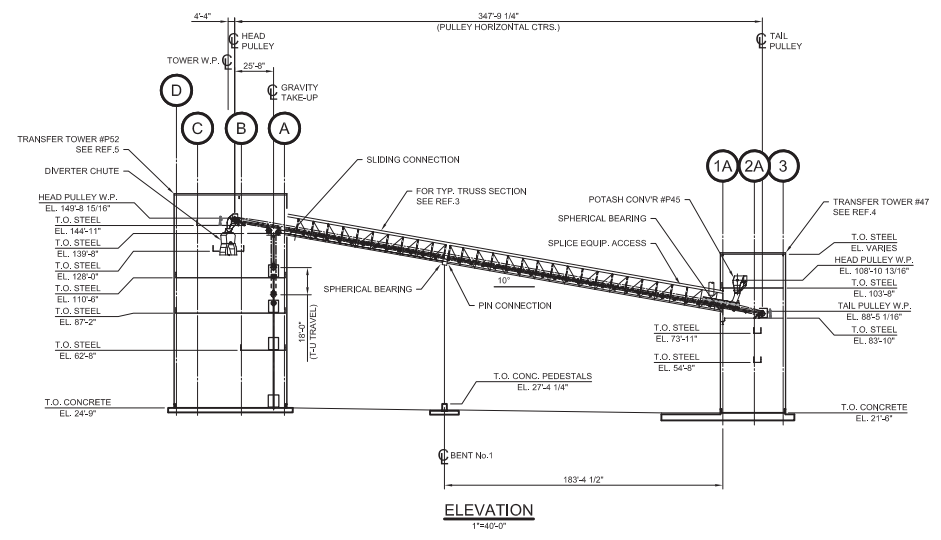 4'-4"
347'-9 1/4"
(PULLEY HORIZONTAL CTRS.)
HEAD
PULLEY
TAIL
PULLEY
TOWER W.P.
25'-8"
GRAVITY
TAKE-UP
D
C
B
A
1A
2A
3
TRANSFER TOWER #P52
SEE REF.5
DIVERTER CHUTE
SLIDING CONNECTION
FOR TYP. TRUSS SECTION
SEE REF.3
POTASH CONV'R #P45
SPHERICAL BEARING
SPLICE EQUIP. ACCESS
TRANSFER TOWER #47
SEE REF.4
HEAD PULLEY W.P.
EL. 149'-8 15/16"
T.O. STEEL
EL. 144'-11"
T.O. STEEL
EL. 139'-8"
T.O. STEEL
EL. 128'-0"
T.O. STEEL
EL. 110'-6"
T.O. STEEL
EL. 87'-2"
T.O. STEEL
EL. 62'-8"
T.O. CONCRETE
EL. 24'-9"
18'-0"
(T-U TRAVEL)
SPHERICAL BEARING
10°
PIN CONNECTION
T.O. STEEL
EL. VARIES
HEAD PULLEY W.P.
EL. 108'-10 13/16"
T.O. STEEL
EL. 103'-8"
TAIL PULLEY W.P.
EL. 88'-5 1/16"
T.O. STEEL
EL. 83'-10"
T.O. STEEL
EL. 73'-11"
T.O. STEEL
EL. 54'-8"
T.O. CONC. PEDESTALS
EL. 27'-4 1/4"
T.O. CONCRETE
EL. 21'-6"
BENT No.1
183'-4 1/2"
ELEVATION
1"=40'-0"